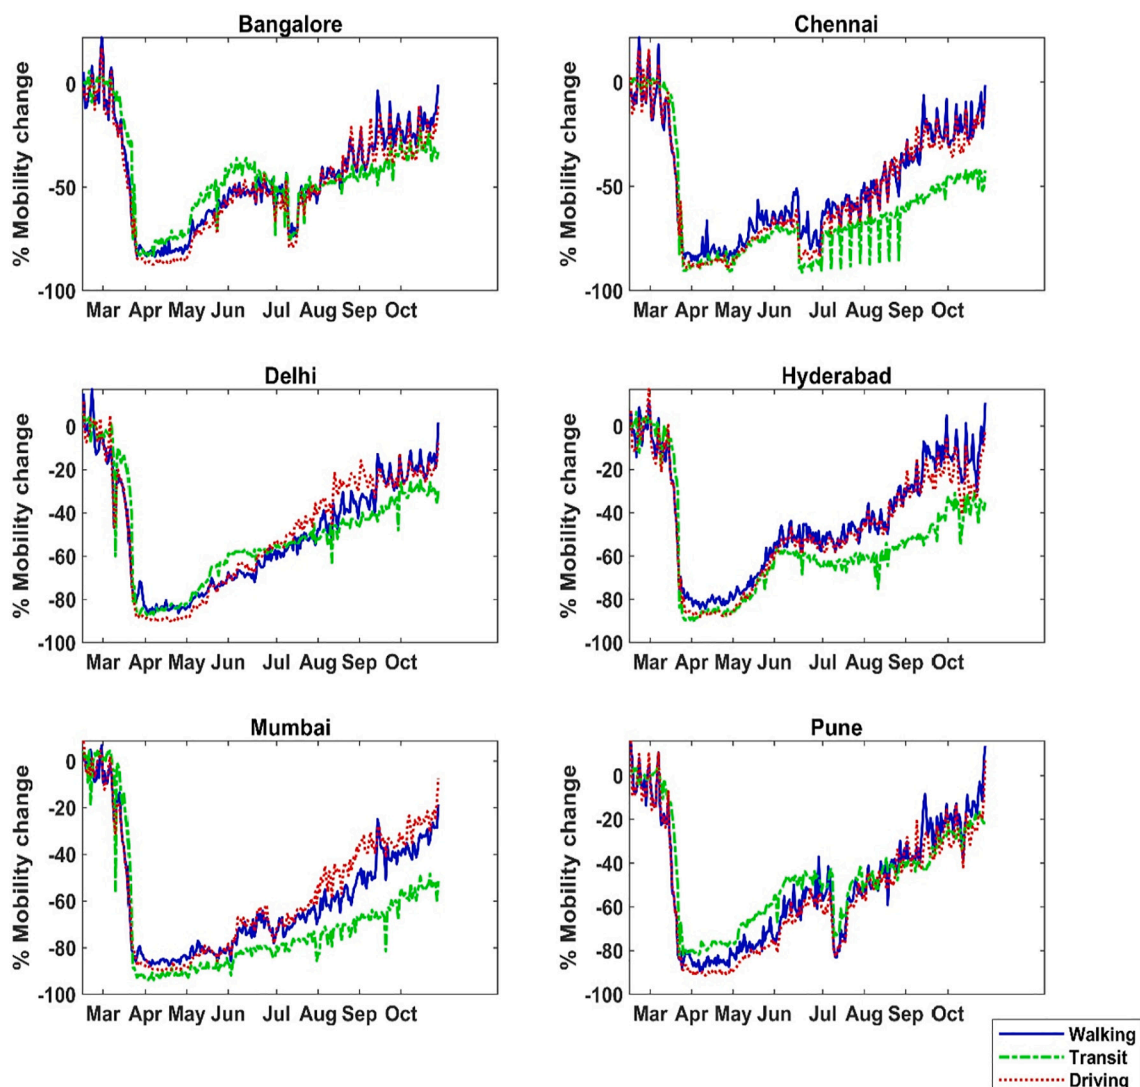 Bangalore
% Mobility change
0
-50
-100
Mar Apr May Jun Jul Aug Sep Oct
Chennai
% Mobility change
0
-50
-100
Mar Apr May Jun Jul Aug Sep Oct
Delhi
% Mobility change
0
-20
-40
-60
-80
-100
Mar Apr May Jun Jul Aug Sep Oct
Hyderabad
% Mobility change
0
-20
-40
-60
-80
-100
Mar Apr May Jun Jul Aug Sep Oct
Mumbai
% Mobility change
0
-20
-40
-60
-80
-100
Mar Apr May Jun Jul Aug Sep Oct
Pune
% Mobility change
0
-20
-40
-60
-80
-100
Mar Apr May Jun Jul Aug Sep Oct
Walking
Transit
Driving